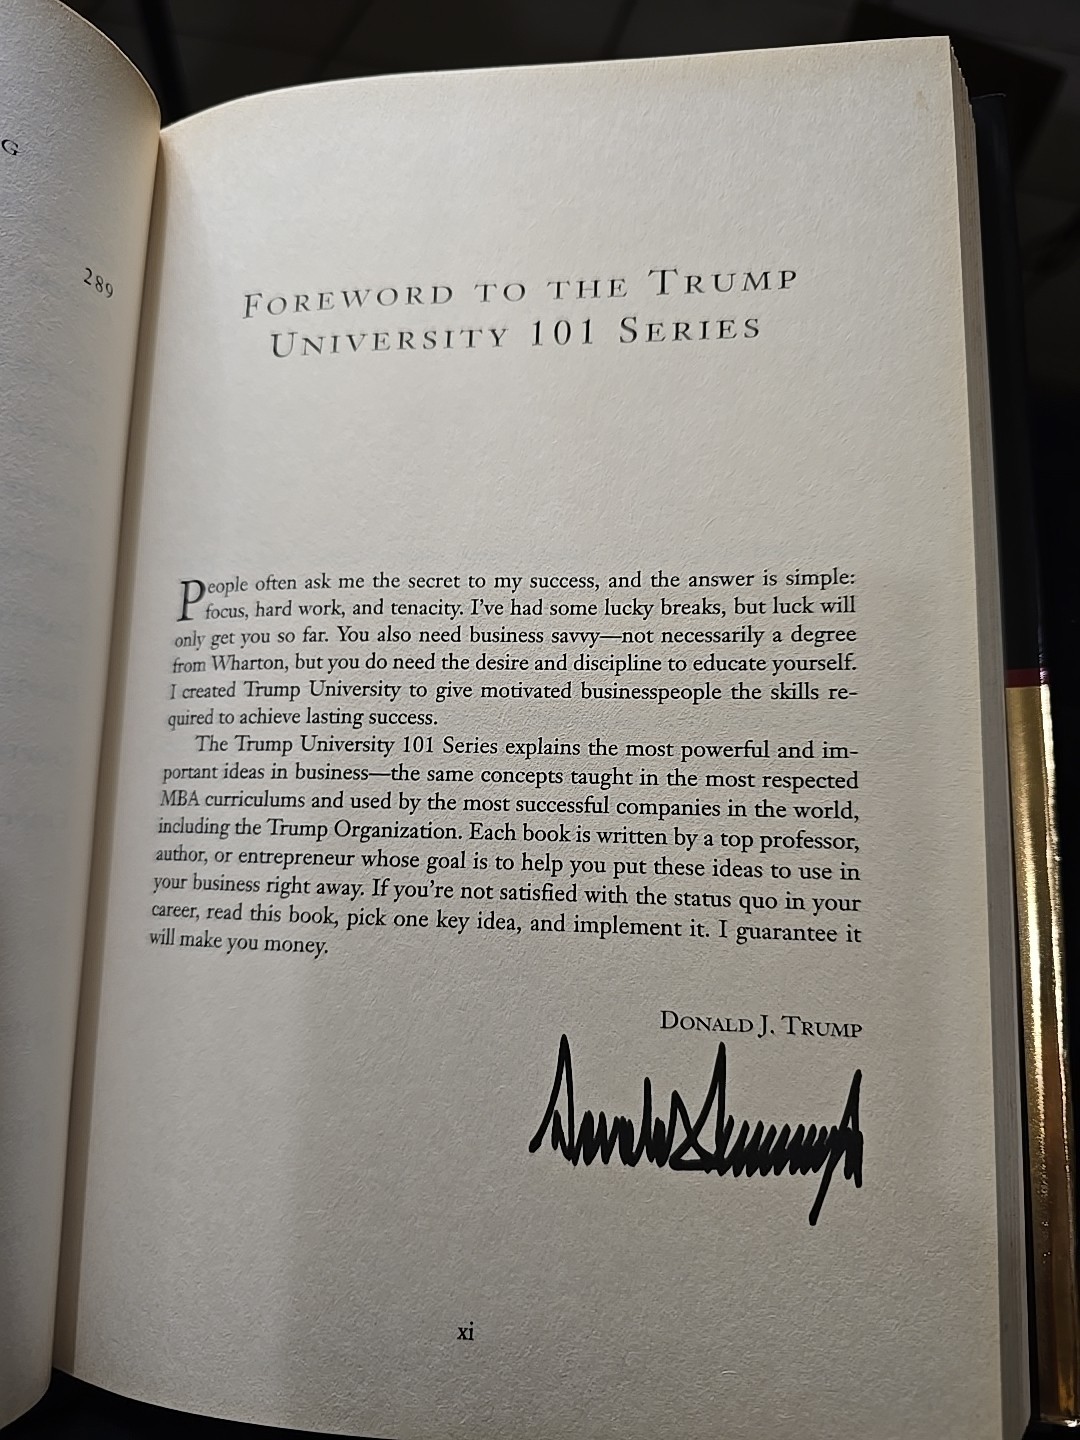 G
289
FOREWORD TO THE TRUMP
UNIVERSITY 101 SERIES
People often ask me the secret to my success, and the answer is simple:
focus, hard work, and tenacity. I've had some lucky breaks, but luck will
only get you so far. You also need business savvy—not necessarily a degree
from Wharton, but you do need the desire and discipline to educate yourself.
I created Trump University to give motivated businesspeople the skills re-
quired to achieve lasting success.
The Trump University 101 Series explains the most powerful and im-
portant ideas in business—the same concepts taught in the most respected
MBA curriculums and used by the most successful companies in the world,
including the Trump Organization. Each book is written by a top professor,
author, or entrepreneur whose goal is to help you put these ideas to use in
your business right away. If you're not satisfied with the status quo in your
career, read this book, pick one key idea, and implement it. I guarantee it
will make you money.
DONALD J. TRUMP
xi